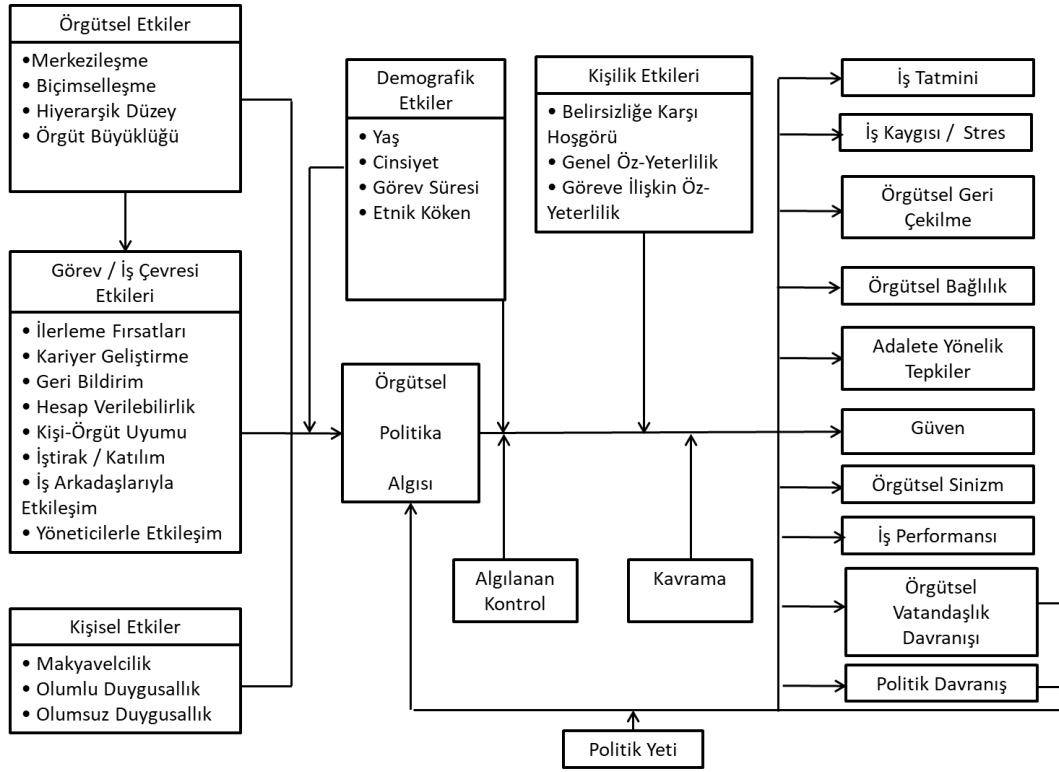 Örgütsel Etkiler
•Merkezileşme
• Biçimselleşme
• Hiyerarşik Düzey
• Örgüt Büyüklüğü
Görev / İş Çevresi
Etkileri
• İlerleme Fırsatları
• Kariyer Geliştirme
• Geri Bildirim
• Hesap Verilebilirlik
• Kişi-Örgüt Uyumu
• İştirak / Katılım
• İş Arkadaşlarıyla
Etkileşim
• Yöneticilerle Etkileşim
Kişisel Etkiler
• Makyavelcilik
• Olumlu Duygusallık
• Olumsuz Duygusallık
Demografik
Etkiler
• Yaş
• Cinsiyet
• Görev Süresi
• Etnik Köken
Örgütsel
Politika
Algısı
Kişilik Etkileri
• Belirsizliğe Karşı
Hoşgörü
• Genel Öz-Yeterlilik
• Göreve İlişkin Öz-
Yeterlilik
Algılanan
Kontrol
Kavrama
Politik Yeti
İş Tatmini
İş Kaygısı / Stres
Örgütsel Geri
Çekilme
Örgütsel Bağlılık
Adalete Yönelik
Tepkiler
Güven
Örgütsel Sinizm
İş Performansı
Örgütsel
Vatandaşlık
Davranışı
Politik Davranış